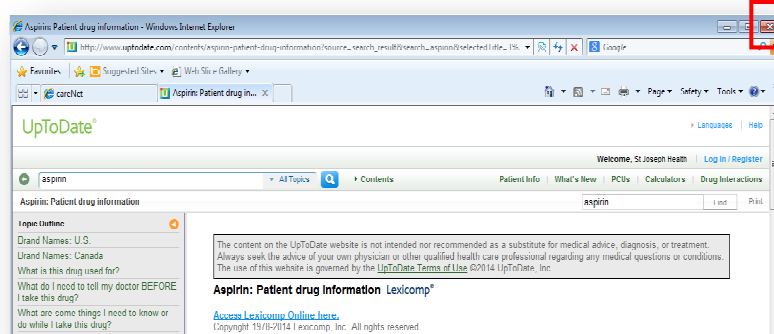 Aspirin: Patient drug information - Windows Internet Explorer
http://www.uptodate.com/contents/aspirin-patient-drug-information?source=search_result&search=aspirin&selectedTitle=1%
Google
Favorites Suggested Sites Web Slice Gallery
careNet Aspirin: Patient drug in... X
Page Safety Tools
UpToDate®
Languages Help
Welcome, St Joseph Health Log In / Register
aspirin All Topics Contents Patient Info What's New PCUs Calculators Drug Interactions
Aspirin: Patient drug information aspirin Find Print
Topic Outline
Brand Names: U.S.
Brand Names: Canada
What is this drug used for?
What do I need to tell my doctor BEFORE
I take this drug?
What are some things I need to know or
do while I take this drug?
The content on the UpToDate website is not intended nor recommended as a substitute for medical advice, diagnosis, or treatment.
Always seek the advice of your own physician or other qualified health care professional regarding any medical questions or conditions.
The use of this website is governed by the UpToDate Terms of Use ©2014 UpToDate, Inc.
Aspirin: Patient drug information Lexicomp®
Access Lexicomp Online here.
Copyright 1978-2014 Lexicomp, Inc. All rights reserved